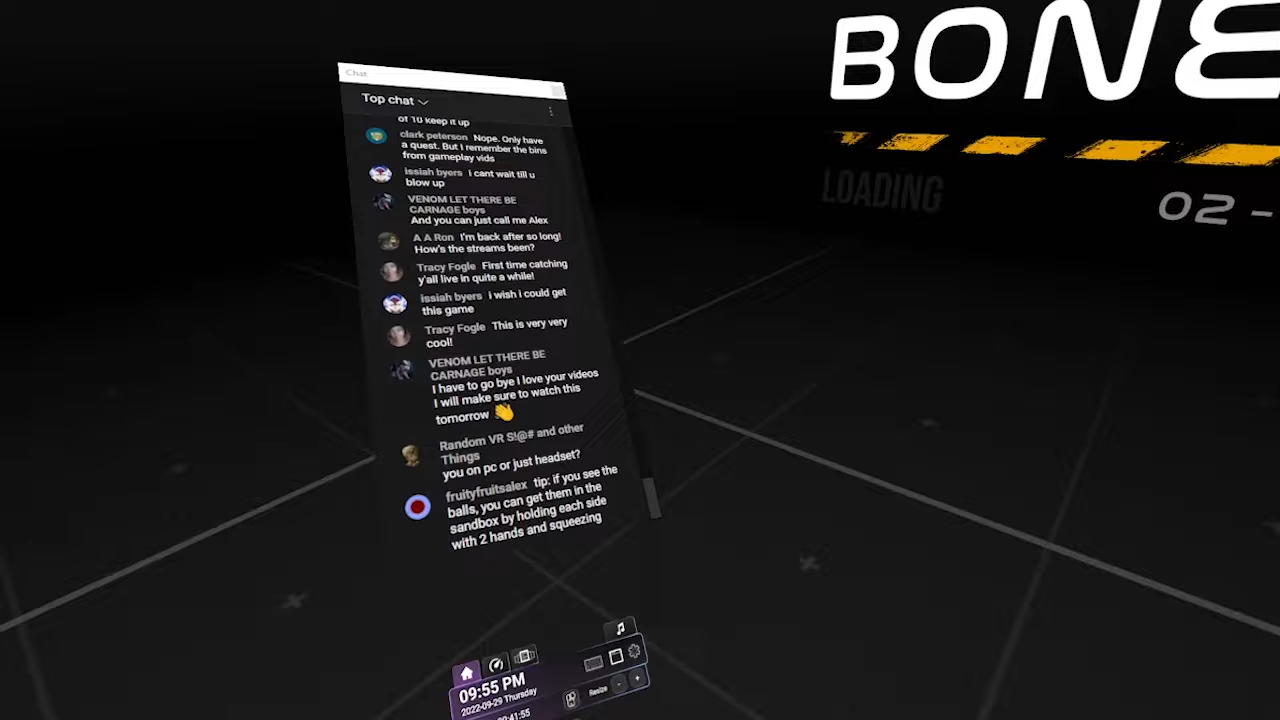 Chat
Top chat
of 10 keep it up
clark peterson Nope. Only have
a quest. But I remember the bins
from gameplay vids
issiah byers i cant wait till u
blow up
VENOM LET THERE BE
CARNAGE boys
And you can just call me Alex
A A Ron I'm back after so long!
How's the streams been?
Tracy Fogle First time catching
y'all live in quite a while!
issiah byers i wish i could get
this game
Tracy Fogle This is very very
cool!
VENOM LET THERE BE
CARNAGE boys
I have to go bye I love your videos
I will make sure to watch this
tomorrow 👋
Random VR S!@# and other
Things
you on pc or just headset?
fruityfruitsalex tip: if you see the
balls, you can get them in the
sandbox by holding each side
with 2 hands and squeezing
BONE
LOADING
02 -
09:55 PM
2022-09-29 Thursday
Resize - +